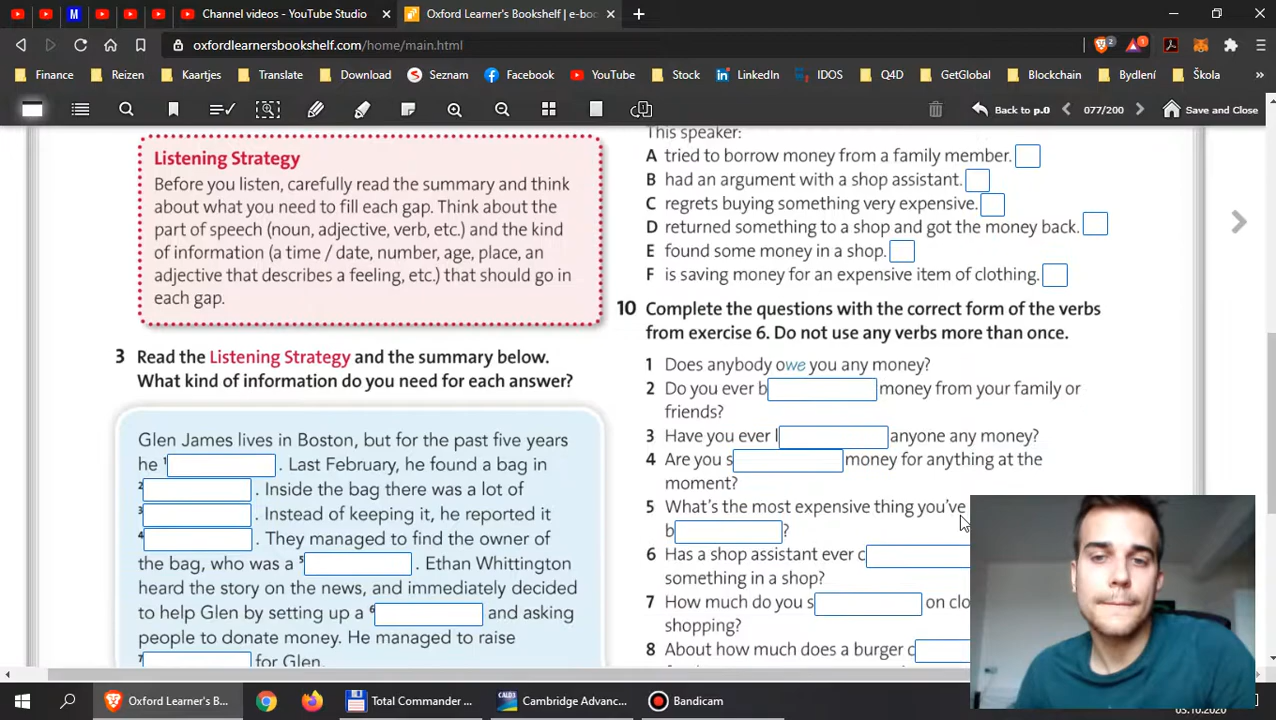 Channel videos - YouTube Studio
Oxford Learner's Bookshelf | e-boo
oxfordlearnersbookshelf.com/home/main.html
Finance
Reizen
Kaartjes
Translate
Download
Seznam
Facebook
YouTube
Stock
LinkedIn
IDOS
Q4D
GetGlobal
Blockchain
Bydlení
Škola
Back to p.0
077/200
Save and Close
Listening Strategy
Before you listen, carefully read the summary and think
about what you need to fill each gap. Think about the
part of speech (noun, adjective, verb, etc.) and the kind
of information (a time / date, number, age, place, an
adjective that describes a feeling, etc.) that should go in
each gap.
3 Read the Listening Strategy and the summary below.
What kind of information do you need for each answer?
Glen James lives in Boston, but for the past five years
he 1 . Last February, he found a bag in
2 . Inside the bag there was a lot of
3 . Instead of keeping it, he reported it
4 . They managed to find the owner of
the bag, who was a 5 . Ethan Whittington
heard the story on the news, and immediately decided
to help Glen by setting up a 6 and asking
people to donate money. He managed to raise
7 for Glen.
This speaker:
A tried to borrow money from a family member.
B had an argument with a shop assistant.
C regrets buying something very expensive.
D returned something to a shop and got the money back.
E found some money in a shop.
F is saving money for an expensive item of clothing.
10 Complete the questions with the correct form of the verbs
from exercise 6. Do not use any verbs more than once.
1 Does anybody owe you any money?
2 Do you ever b money from your family or
friends?
3 Have you ever l anyone any money?
4 Are you s money for anything at the
moment?
5 What's the most expensive thing you've
b ?
6 Has a shop assistant ever c
something in a shop?
7 How much do you s on clo
shopping?
8 About how much does a burger c
Oxford Learner's B...
Total Commander ...
Cambridge Advanc...
Bandicam
03.10.2020